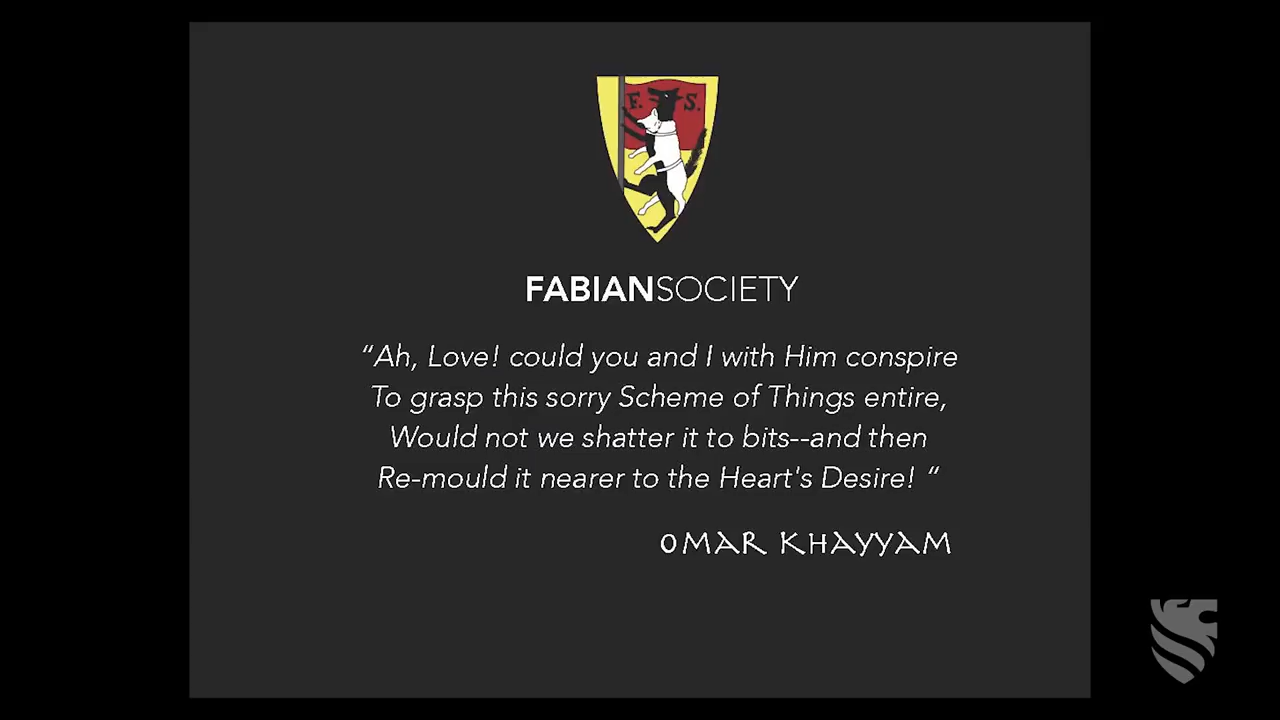 F. S.
FABIANSOCIETY
“Ah, Love! could you and I with Him conspire
To grasp this sorry Scheme of Things entire,
Would not we shatter it to bits--and then
Re-mould it nearer to the Heart's Desire! “
OMAR KHAYYAM